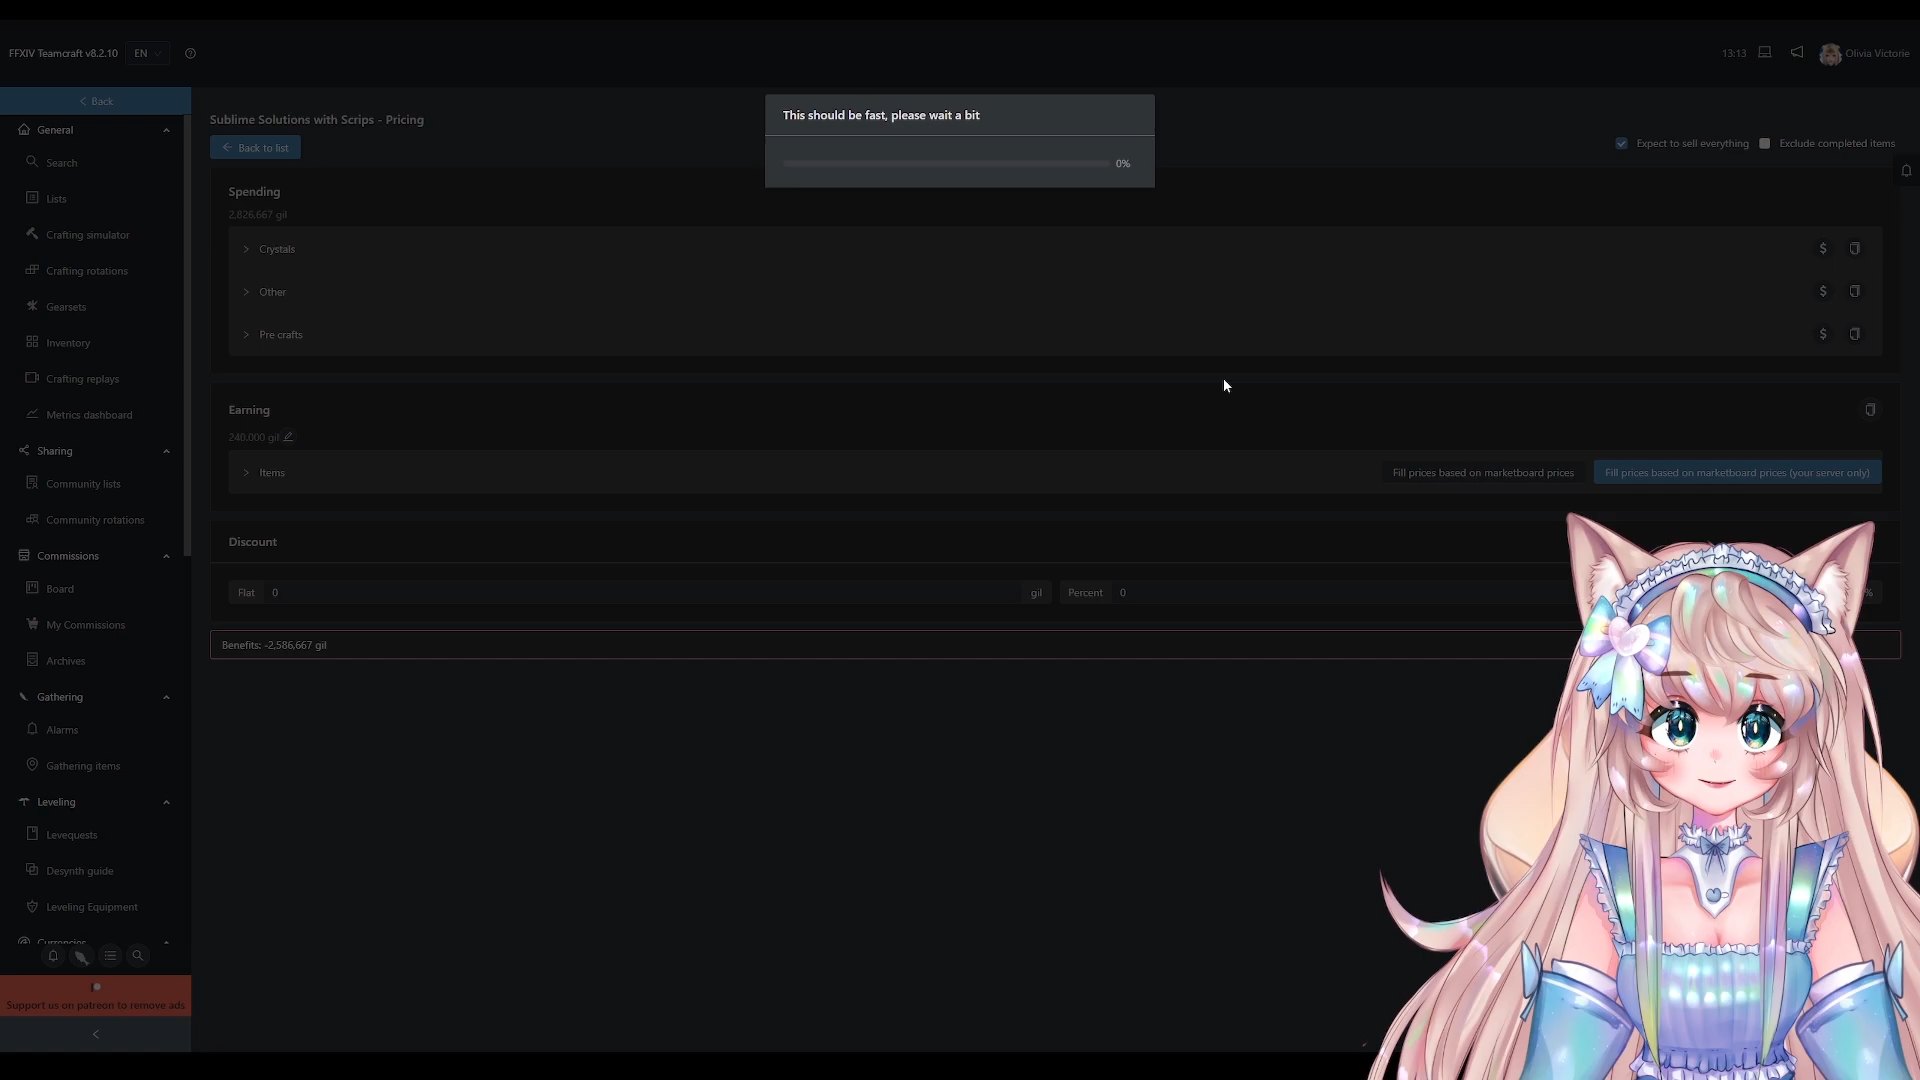 FFXIV Teamcraft v8.2.10
EN
13:13
Olivia Victorie
Back
General
Search
Lists
Crafting simulator
Crafting rotations
Gearsets
Inventory
Crafting replays
Metrics dashboard
Sharing
Community lists
Community rotations
Commissions
Board
My Commissions
Archives
Gathering
Alarms
Gathering items
Leveling
Levequests
Desynth guide
Leveling Equipment
Currencies
Support us on patreon to remove ads
This should be fast, please wait a bit
0%
Sublime Solutions with Scrips - Pricing
Back to list
Expect to sell everything
Exclude completed items
Spending
2,826,667 gil
Crystals
$
Other
$
Pre crafts
$
Earning
240,000 gil
Items
Fill prices based on marketboard prices
Fill prices based on marketboard prices (your server only)
Discount
Flat 0 gil
Percent 0 %
Benefits: -2,586,667 gil